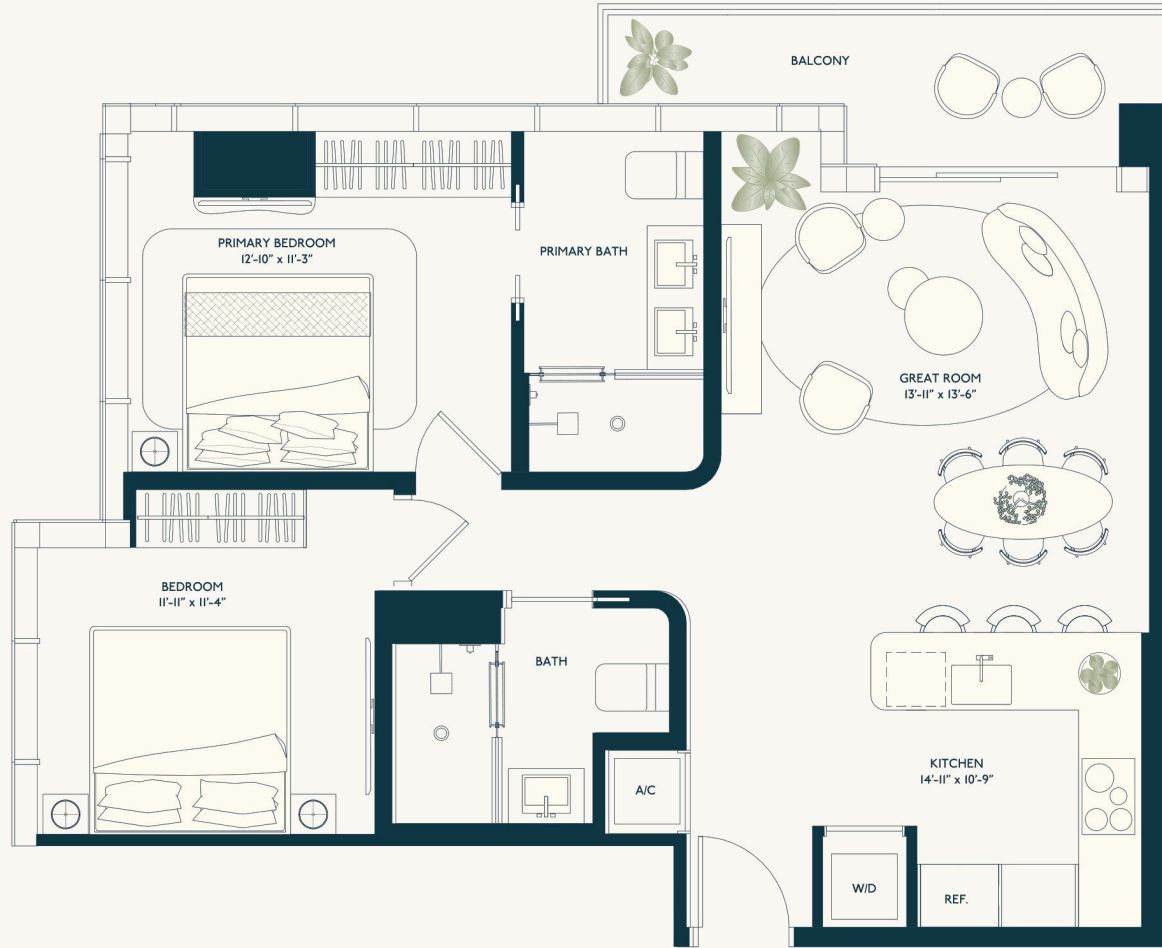 BALCONY
PRIMARY BEDROOM
12'-10" x 11'-3"
PRIMARY BATH
GREAT ROOM
13'-11" x 13'-6"
BEDROOM
11'-11" x 11'-4"
BATH
KITCHEN
14'-11" x 10'-9"
A/C
W/D
REF.